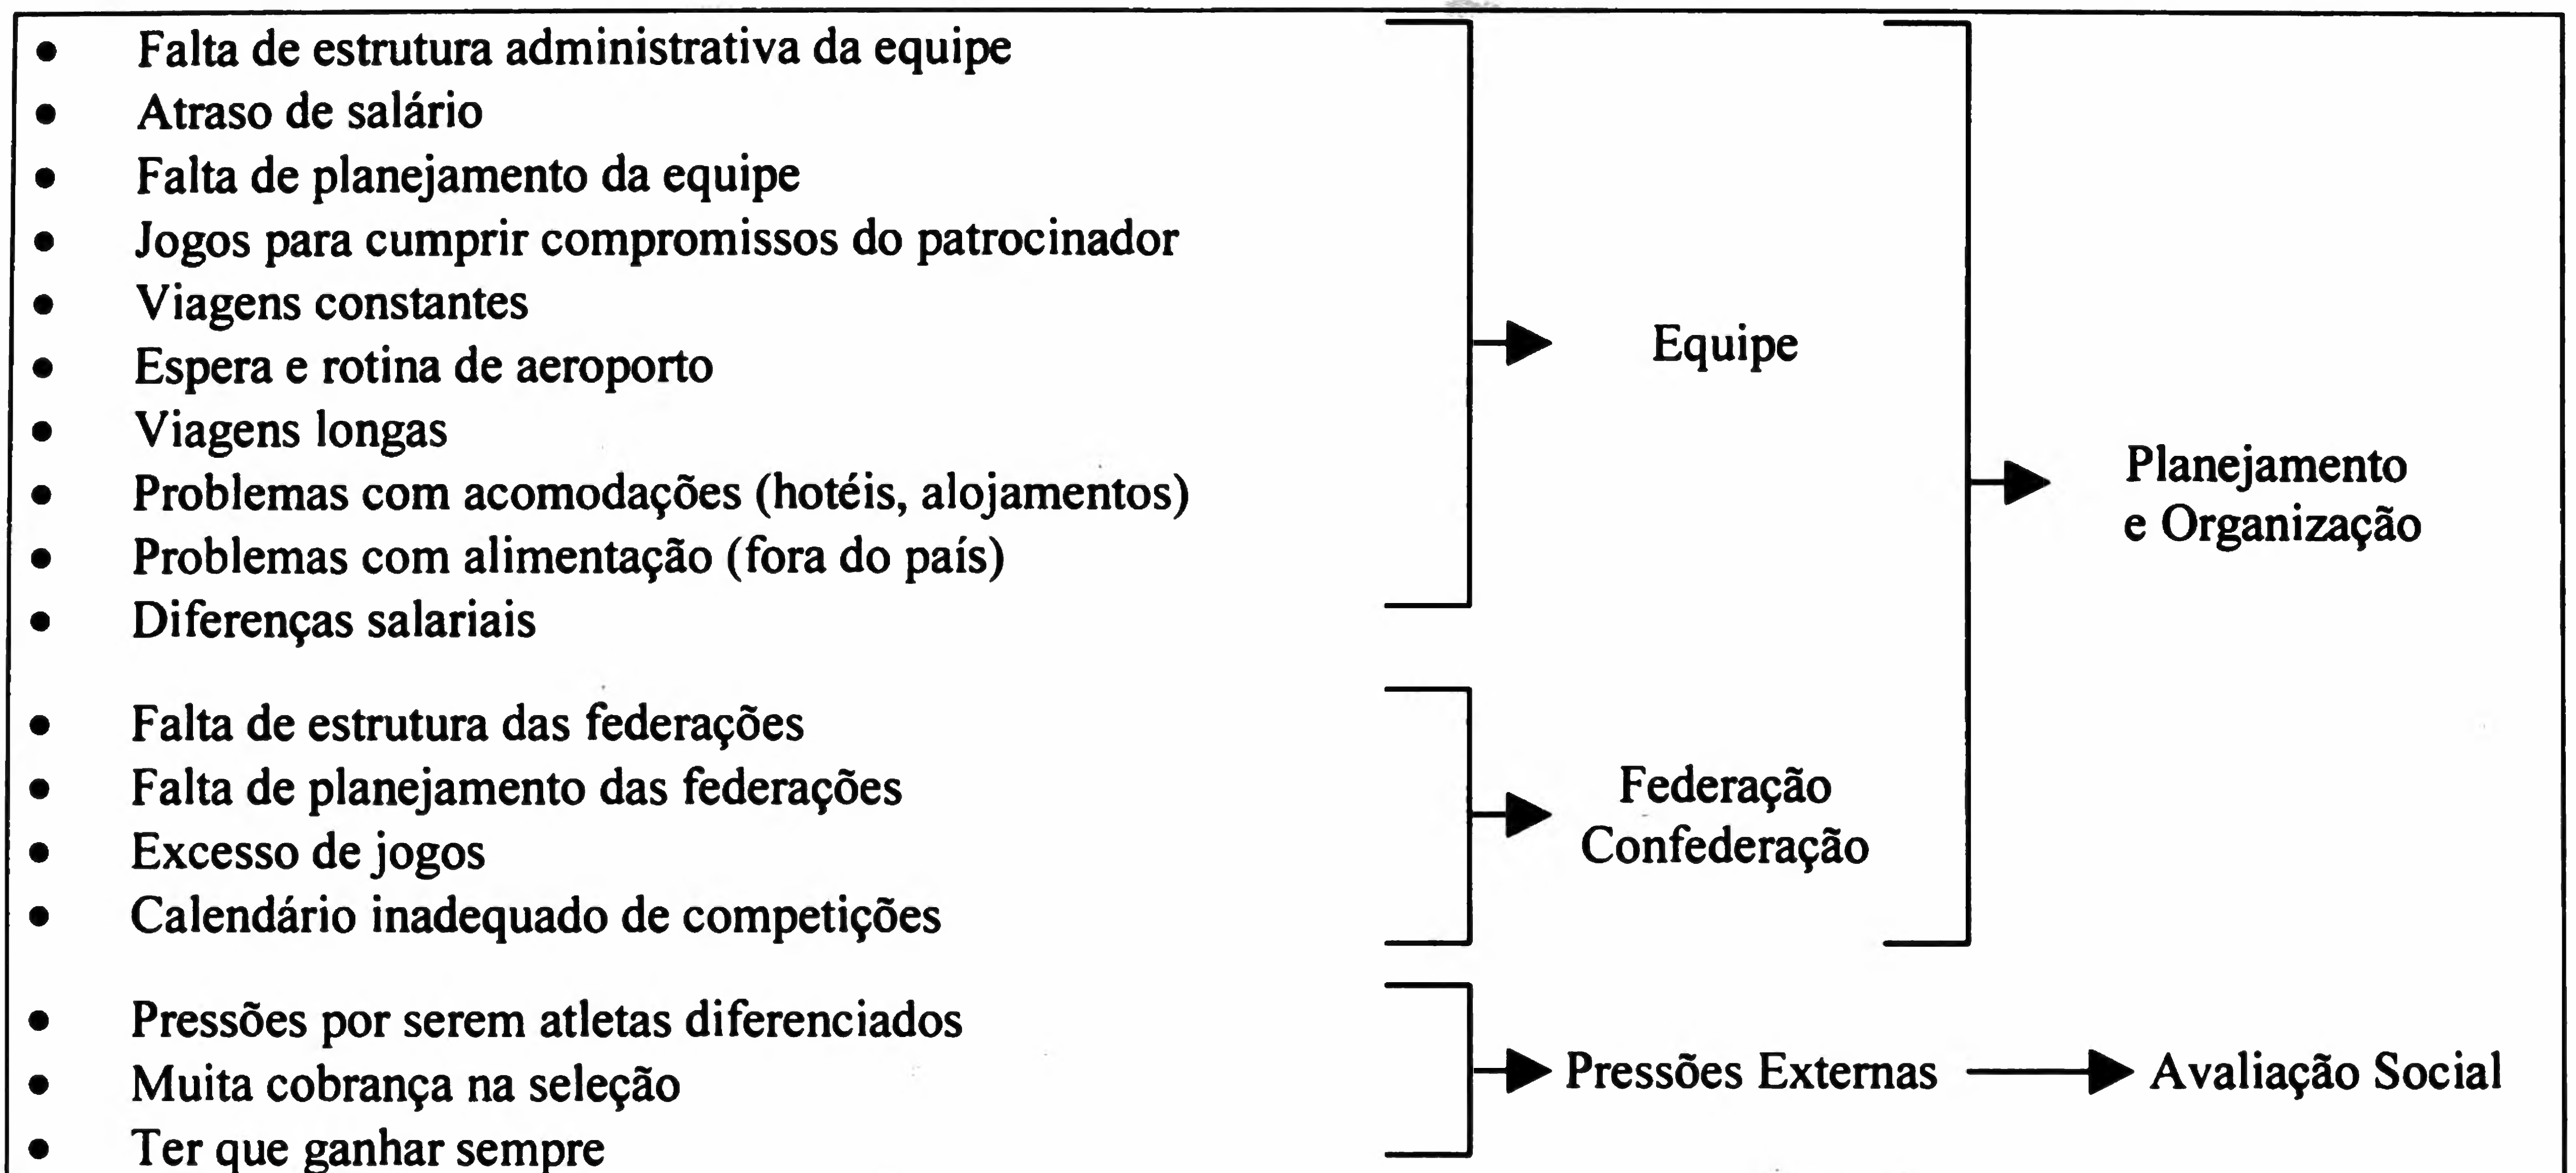 • Falta de estrutura administrativa da equipe
• Atraso de salário
• Falta de planejamento da equipe
• Jogos para cumprir compromissos do patrocinador
• Viagens constantes
• Espera e rotina de aeroporto
• Viagens longas
• Problemas com acomodações (hotéis, alojamentos)
• Problemas com alimentação (fora do país)
• Diferenças salariais
Equipe
• Falta de estrutura das federações
• Falta de planejamento das federações
• Excesso de jogos
• Calendário inadequado de competições
Federação
Confederação
Planejamento
e Organização
• Pressões por serem atletas diferenciados
• Muita cobrança na seleção
• Ter que ganhar sempre
Pressões Externas
Avaliação Social